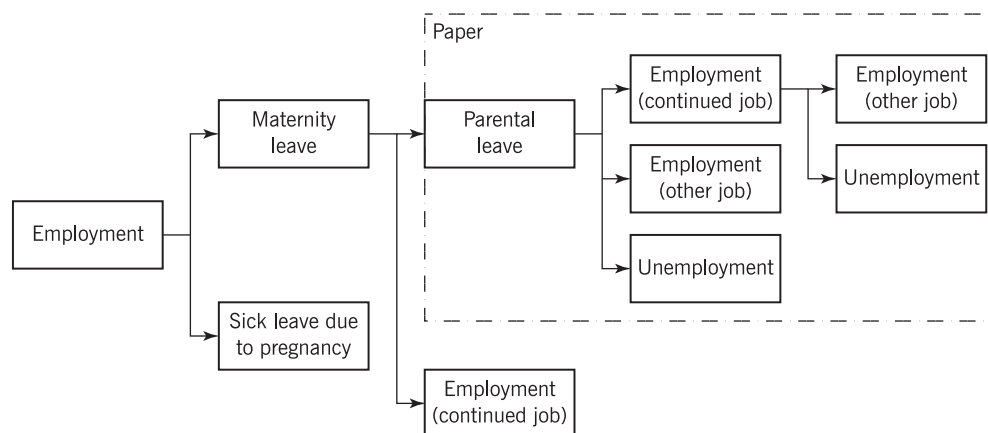 Paper
Employment
Maternity
leave
Sick leave due
to pregnancy
Parental
leave
Employment
(continued job)
Employment
(continued job)
Employment
(other job)
Unemployment
Employment
(other job)
Unemployment